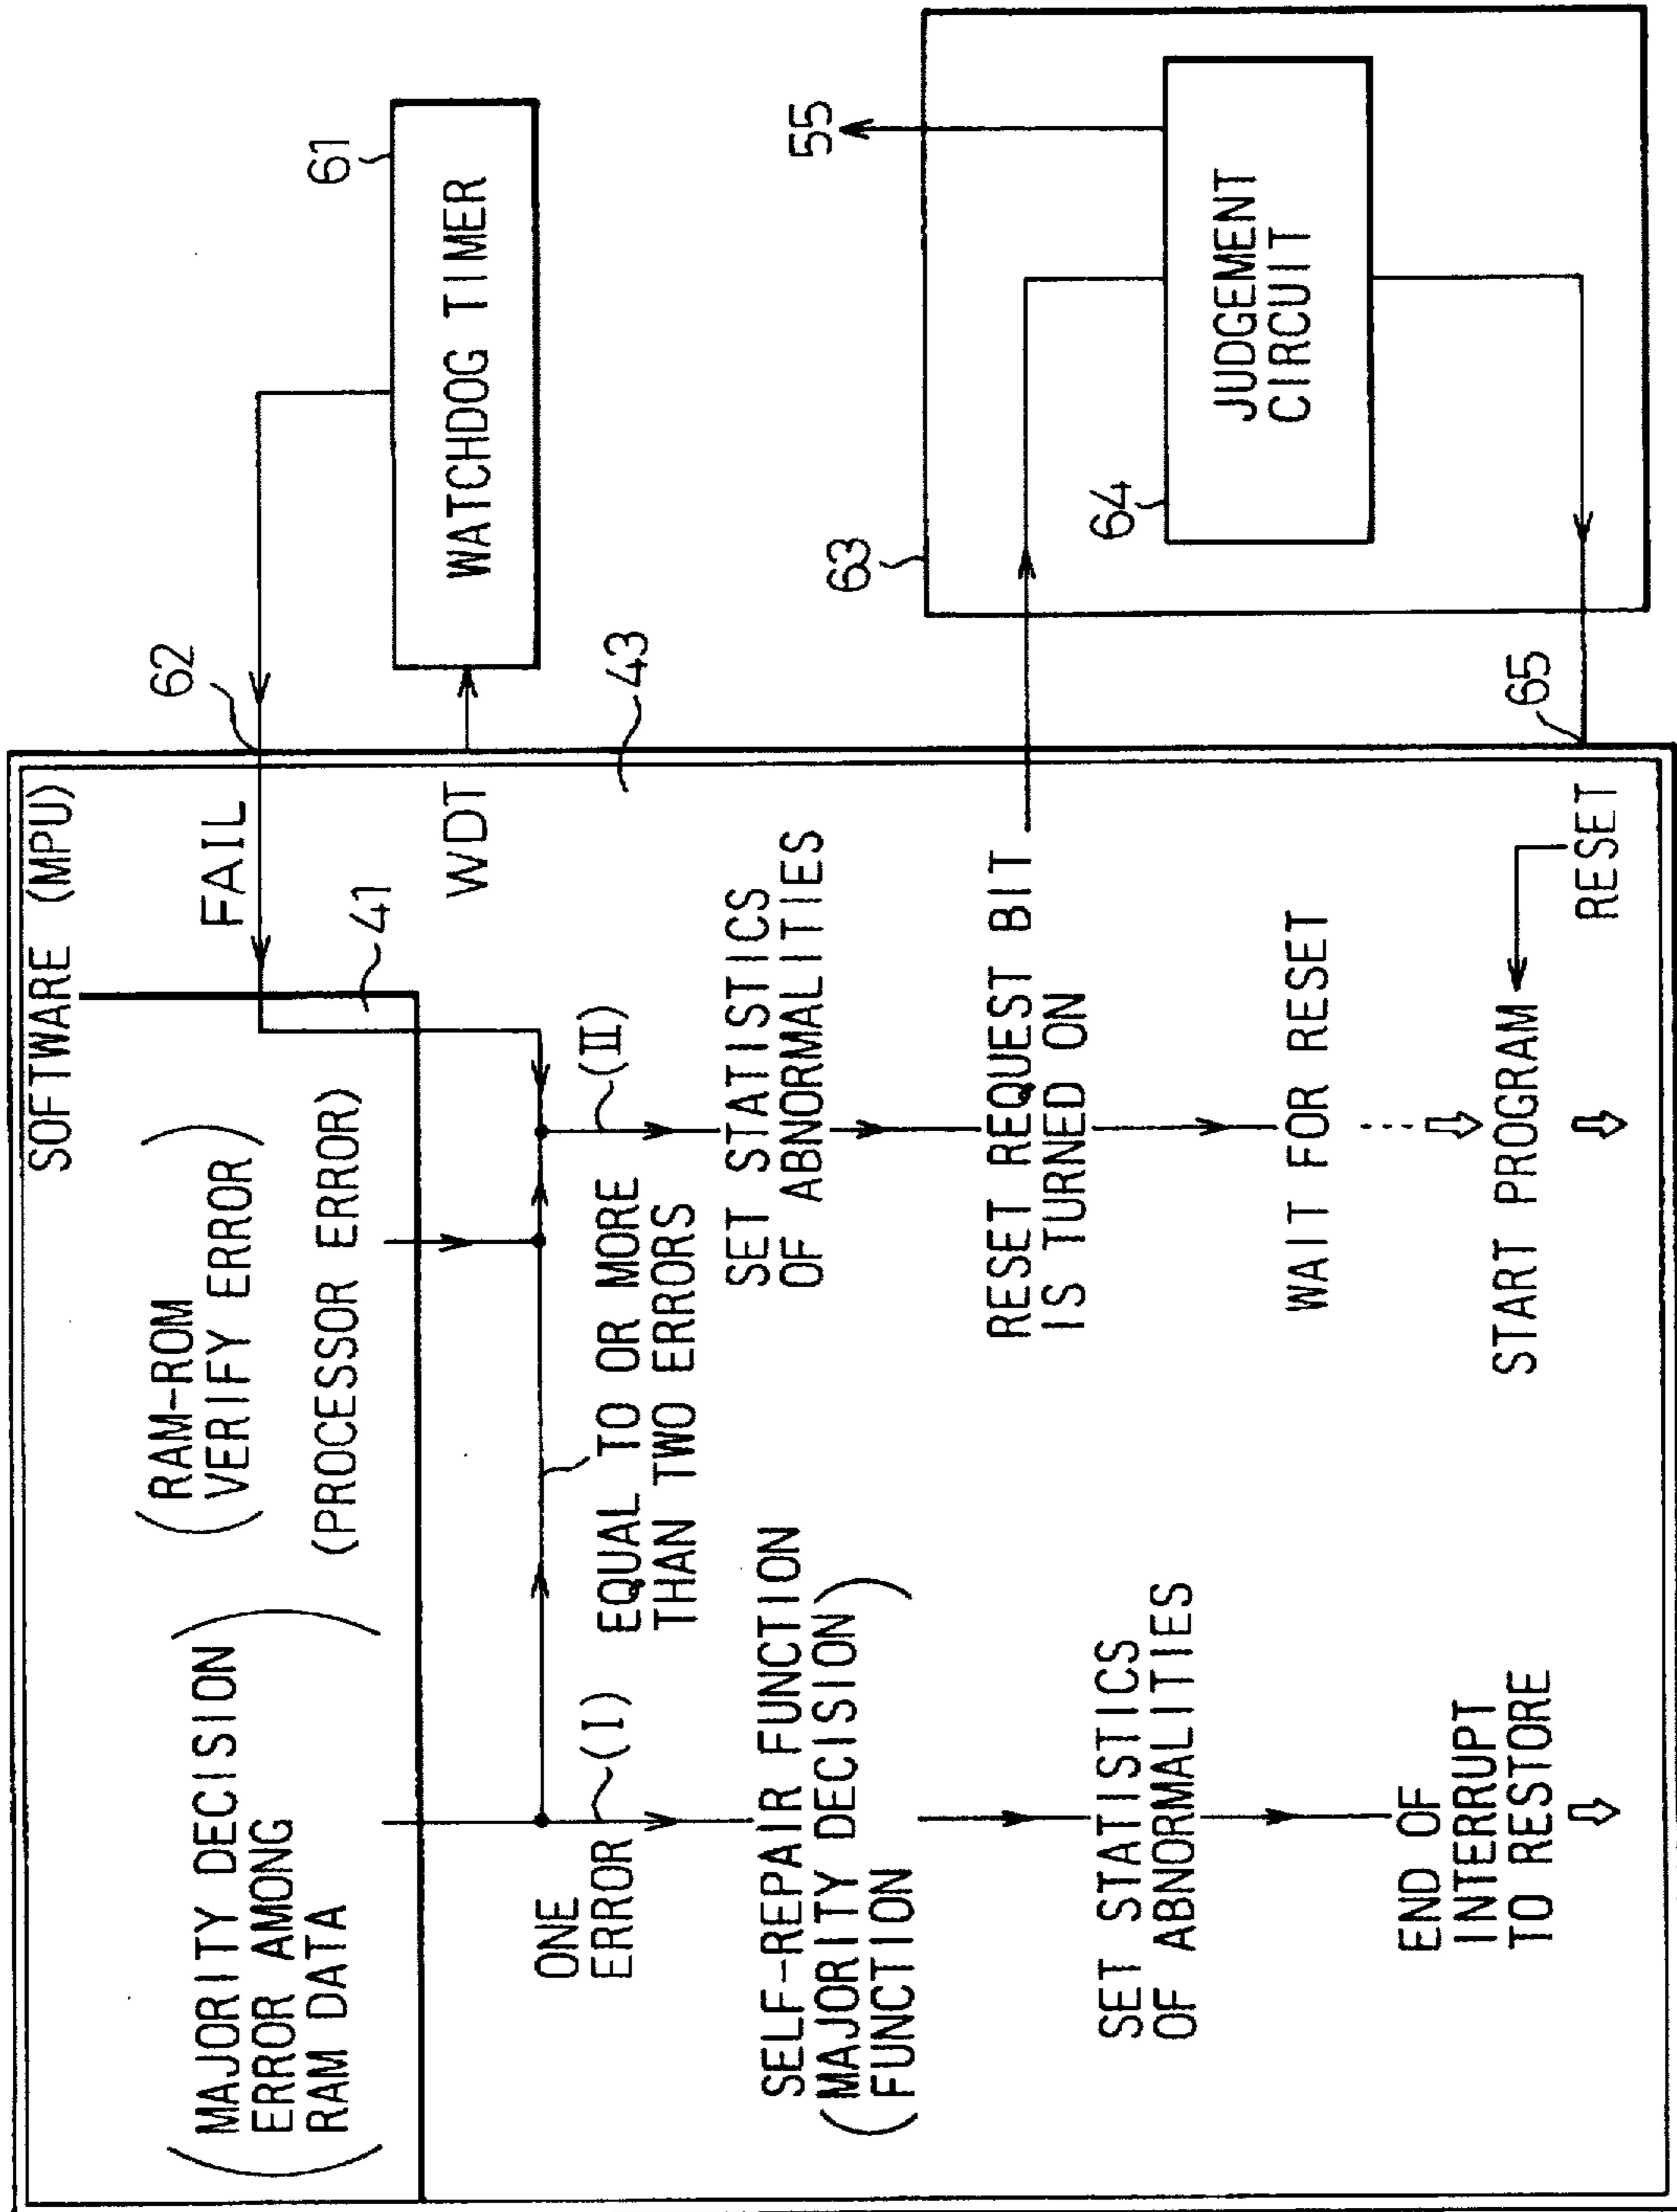 SOFTWARE (MPU)
(MAJORITY DECISION
ERROR AMONG
RAM DATA)
(RAM-ROM
VERIFY ERROR)
(PROCESSOR ERROR)
FAIL
41
62
61
WATCHDOG TIMER
WDT
43
ONE
ERROR
(I)
EQUAL TO OR MORE
THAN TWO ERRORS
(II)
SELF-REPAIR FUNCTION
(MAJORITY DECISION)
FUNCTION
SET STATISTICS
OF ABNORMALITIES
END OF
INTERRUPT
TO RESTORE
SET STATISTICS
OF ABNORMALITIES
RESET REQUEST BIT
IS TURNED ON
WAIT FOR RESET
START PROGRAM
RESET
65
63
64
55
JUDGEMENT
CIRCUIT